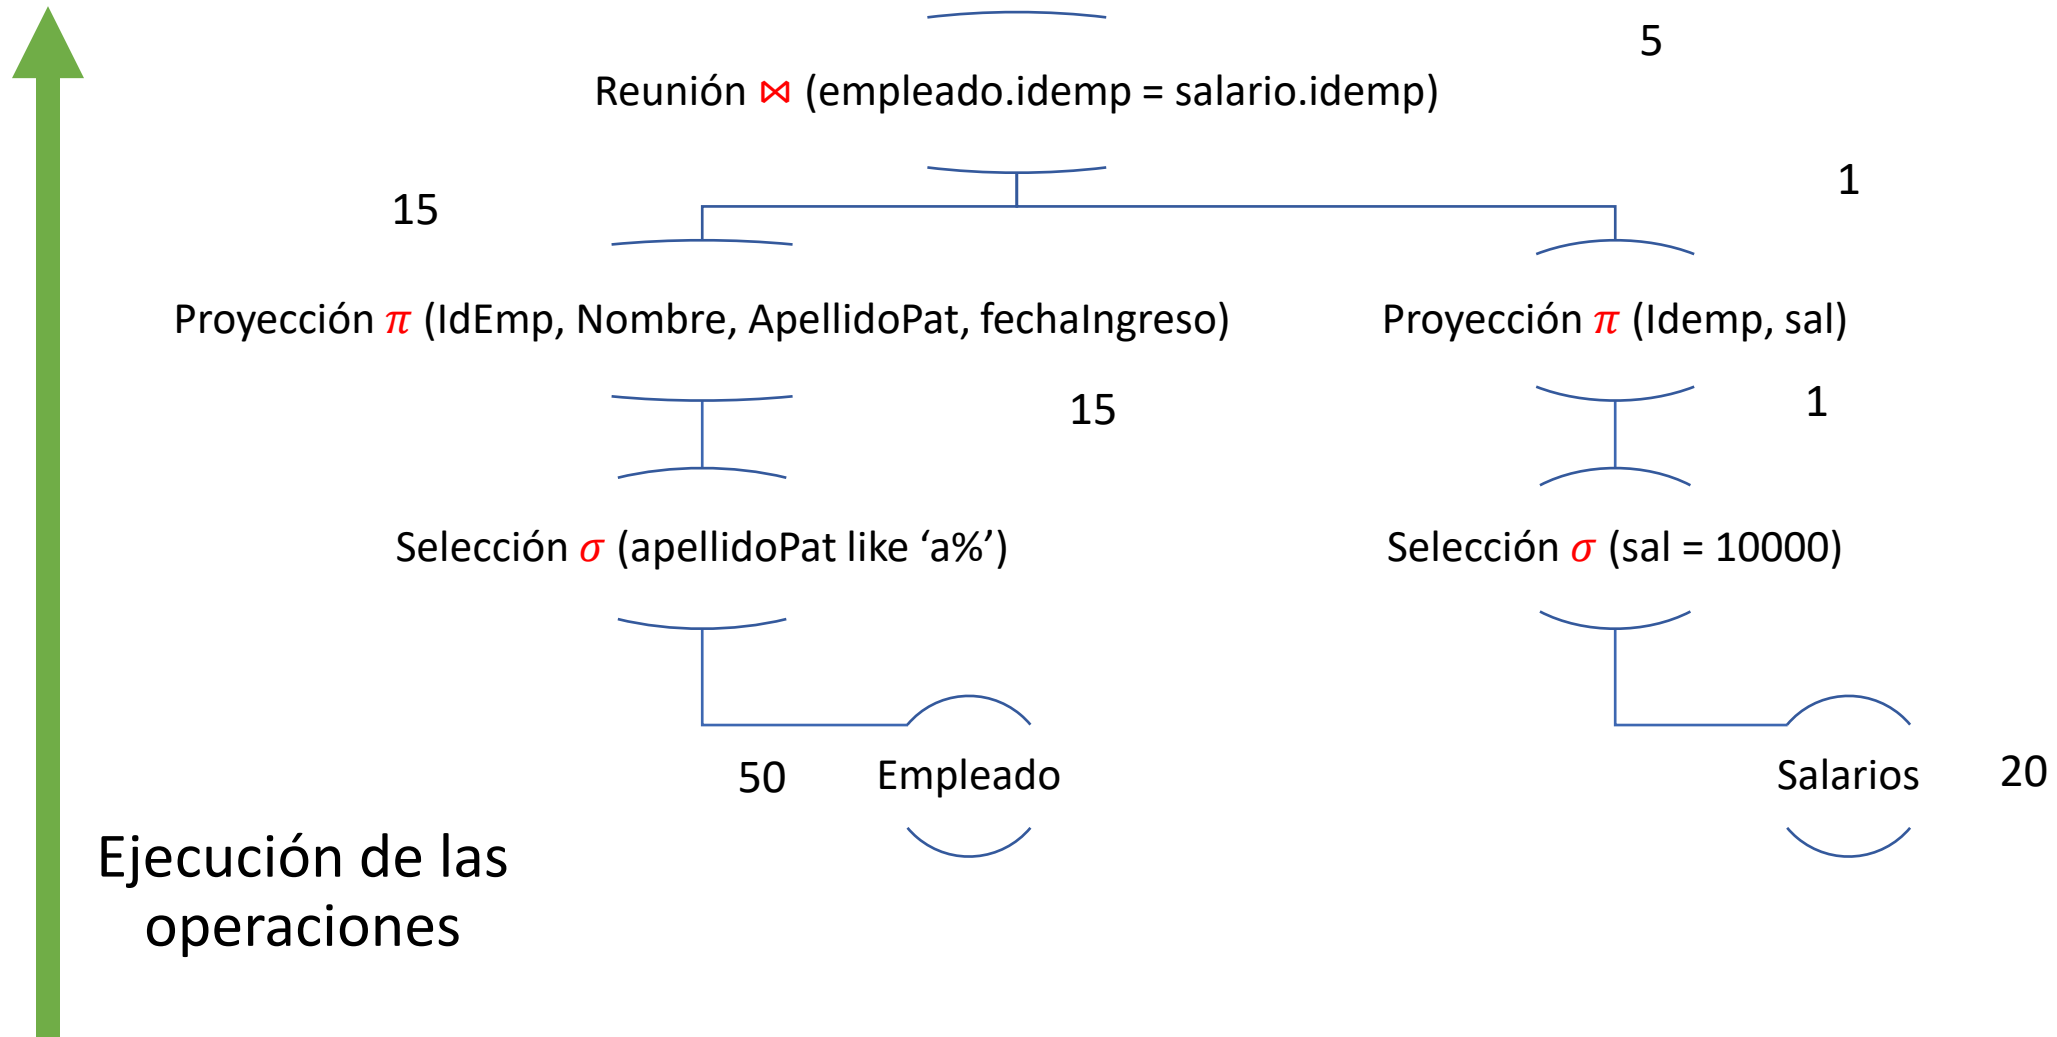 5
Reunión ⋈ (empleado.idemp = salario.idemp)
1
15
Proyección π (IdEmp, Nombre, ApellidoPat, fechaIngreso)
Proyección π (Idemp, sal)
15
1
Selección σ (apellidoPat like ‘a%’)
Selección σ (sal = 10000)
50
Empleado
Salarios
20
Ejecución de las
operaciones